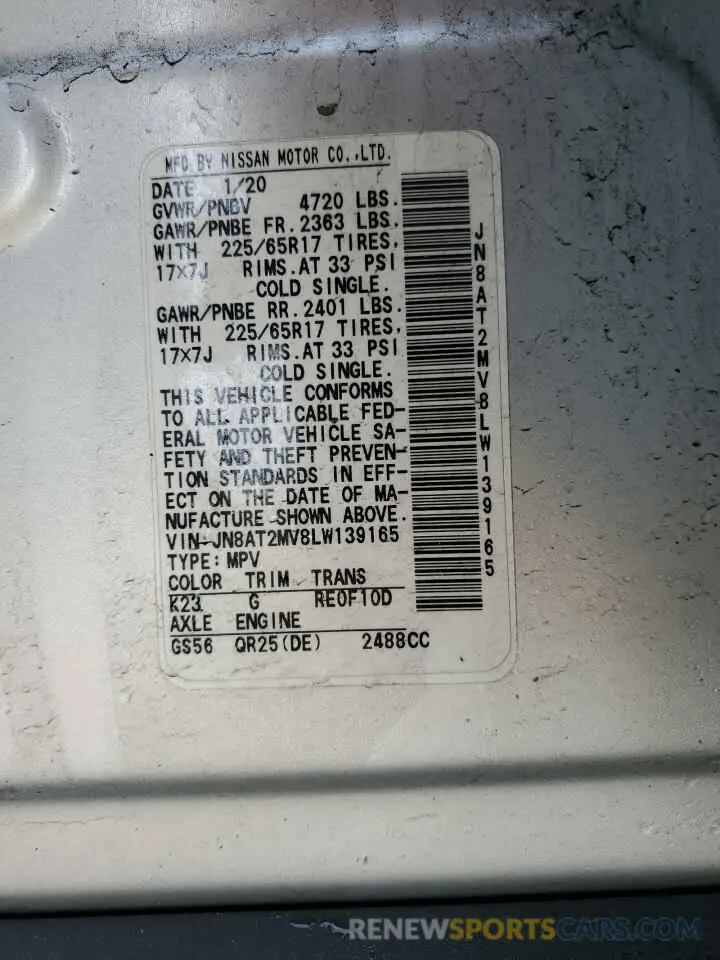 MFD BY NISSAN MOTOR CO.,LTD.
DATE 1/20
GVWR/PNBV 4720 LBS.
GAWR/PNBE FR. 2363 LBS.
WITH 225/65R17 TIRES,
17X7J RIMS.AT 33 PSI
COLD SINGLE.
GAWR/PNBE RR. 2401 LBS.
WITH 225/65R17 TIRES,
17X7J RIMS.AT 33 PSI
COLD SINGLE.
THIS VEHICLE CONFORMS
TO ALL APPLICABLE FED-
ERAL MOTOR VEHICLE SA-
FETY AND THEFT PREVEN-
TION STANDARDS IN EFF-
ECT ON THE DATE OF MA-
NUFACTURE SHOWN ABOVE.
VIN-JN8AT2MV8LW139165
TYPE: MPV
COLOR TRIM TRANS
K23 G RE0F10D
AXLE ENGINE
GS56 QR25(DE) 2488CC
JN8AT2MV8LW139165
RENEWSPORTSCARS.COM